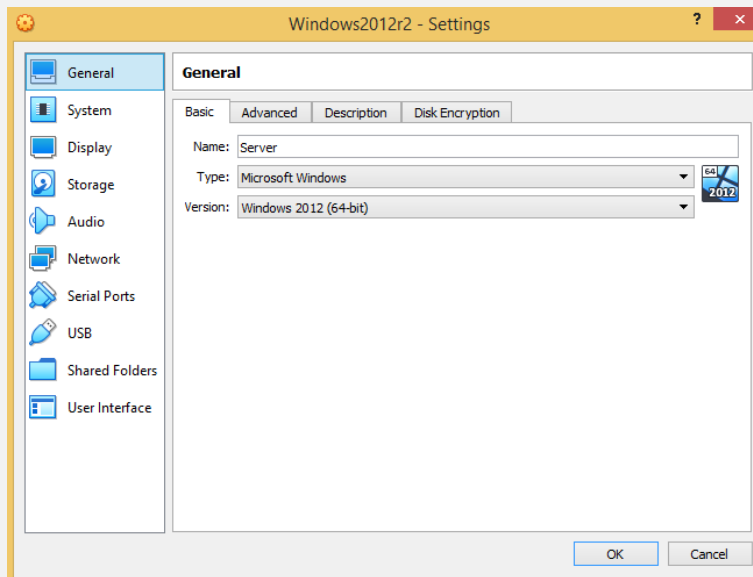 Windows2012r2 - Settings
?
General
System
Display
Storage
Audio
Network
Serial Ports
USB
Shared Folders
User Interface
General
Basic Advanced Description Disk Encryption
Name: Server
Type: Microsoft Windows
64
2012
Version: Windows 2012 (64-bit)
OK Cancel